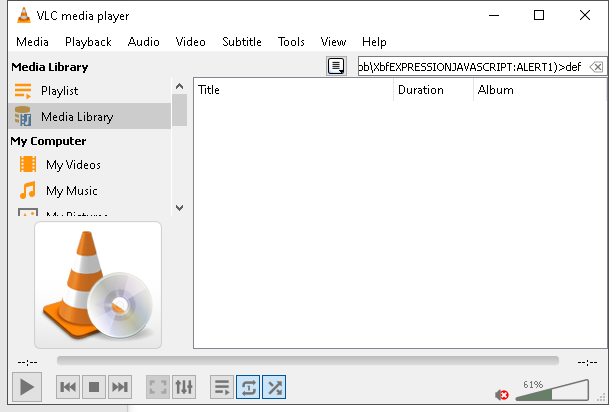 VLC media player
Media Playback Audio Video Subtitle Tools View Help
Media Library
ob\XbfEXPRESSIONJAVASCRIPT:ALERT1)>def
Playlist
Title Duration Album
Media Library
My Computer
My Videos
My Music
My Pictures
--:-- --:--
61%